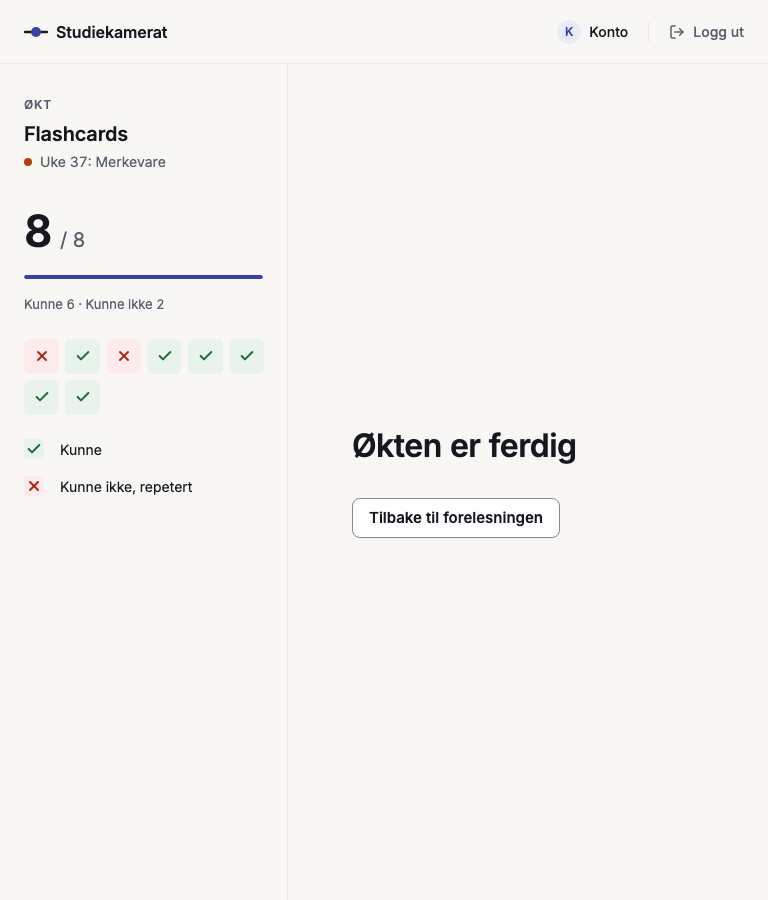 Studiekamerat
K Konto
Logg ut
ØKT
Flashcards
Uke 37: Merkevare
8 / 8
Kunne 6 · Kunne ikke 2
Kunne
Kunne ikke, repetert
Økten er ferdig
Tilbake til forelesningen